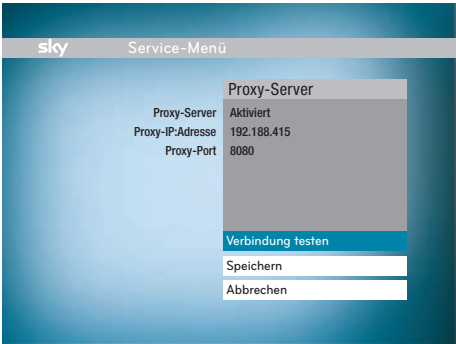 sky Service-Menü
Proxy-Server
Proxy-Server Aktiviert
Proxy-IP:Adresse 192.188.415
Proxy-Port 8080
Verbindung testen
Speichern
Abbrechen